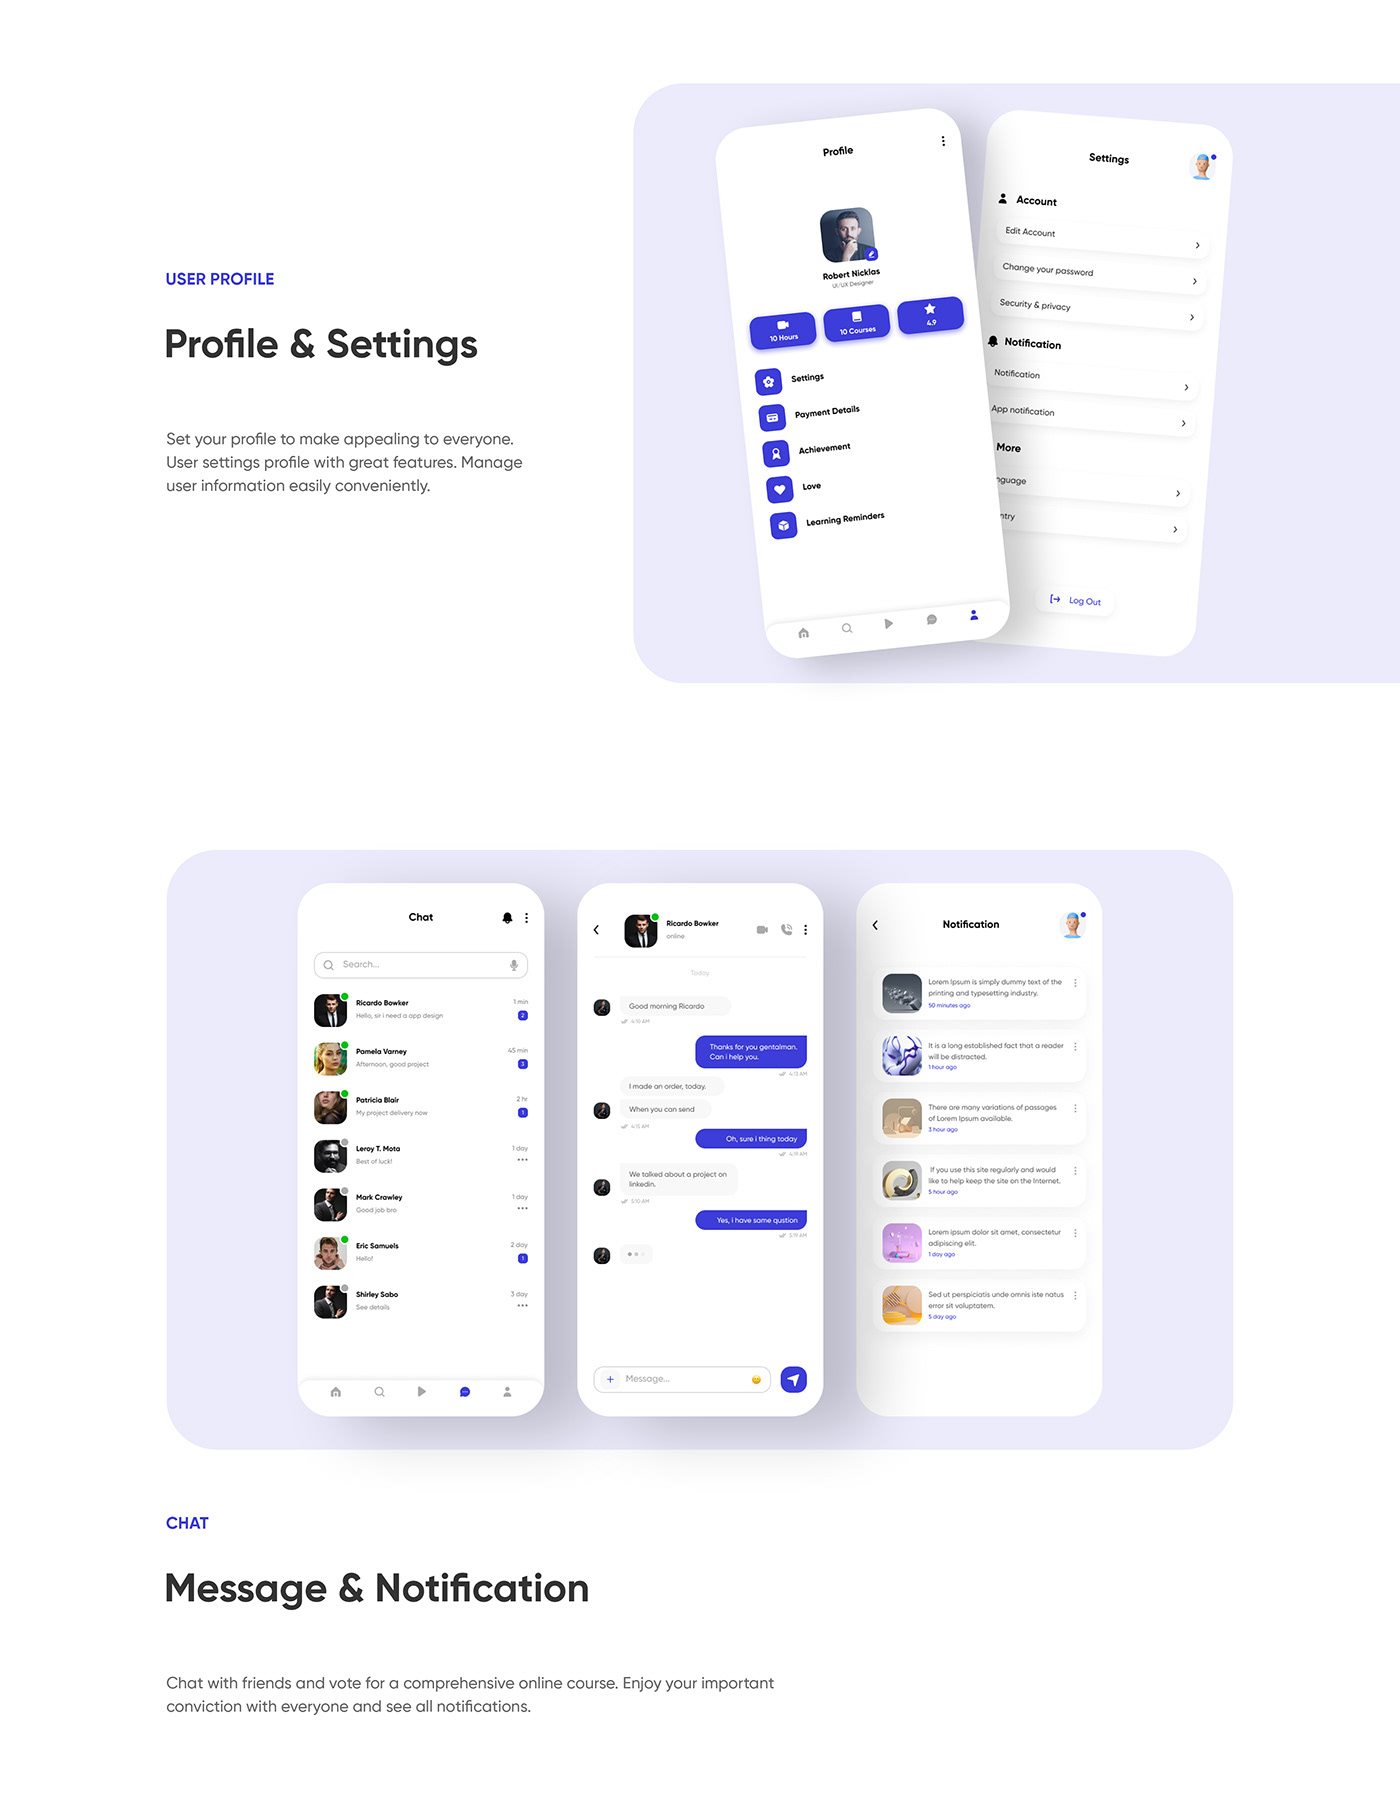 USER PROFILE
Profile & Settings
Set your profile to make appealing to everyone.
User settings profile with great features. Manage
user information easily conveniently.
Profile
Robert Nicklas
UI/UX Designer
10 Hours
10 Courses
4.9
Settings
Payment Details
Achievement
Love
Learning Reminders
Settings
Account
Edit Account
Change your password
Security & privacy
Notification
Notification
App notification
More
nguage
ntry
Log Out
Chat
Search...
Ricardo Bowker
1 min
Hello, sir i need a app design
2
Pamela Varney
45 min
Afternoon, good project
3
Patricia Blair
2 hr
My project delivery now
1
Leroy T. Mota
1 day
Best of luck!
Mark Crawley
1 day
Good job bro
Eric Samuels
2 day
Hello!
1
Shirley Sabo
3 day
See details
Ricardo Bowker
online
Today
Good morning Ricardo
4:10 AM
Thanks for you gentalman.
Can i help you.
4:13 AM
I made an order, today.
When you can send
4:15 AM
Oh, sure i thing today
4:19 AM
We talked about a project on
linkedin.
5:10 AM
Yes, i have same qustion
5:19 AM
Message...
Notification
Lorem Ipsum is simply dummy text of the
printing and typesetting industry.
50 minutes ago
It is a long established fact that a reader
will be distracted.
1 hour ago
There are many variations of passages
of Lorem Ipsum available.
3 hour ago
If you use this site regularly and would
like to help keep the site on the Internet.
5 hour ago
Lorem ipsum dolor sit amet, consectetur
adipiscing elit.
1 day ago
Sed ut perspiciatis unde omnis iste natus
error sit voluptatem.
5 day ago
CHAT
Message & Notification
Chat with friends and vote for a comprehensive online course. Enjoy your important
conviction with everyone and see all notifications.